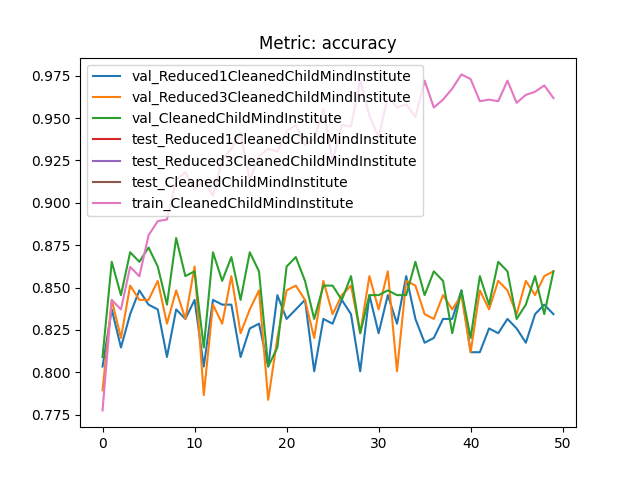 Metric: accuracy
0.975
0.950
0.925
0.900
0.875
0.850
0.825
0.800
0.775
val_Reduced1CleanedChildMindInstitute
val_Reduced3CleanedChildMindInstitute
val_CleanedChildMindInstitute
test_Reduced1CleanedChildMindInstitute
test_Reduced3CleanedChildMindInstitute
test_CleanedChildMindInstitute
train_CleanedChildMindInstitute
0 10 20 30 40 50